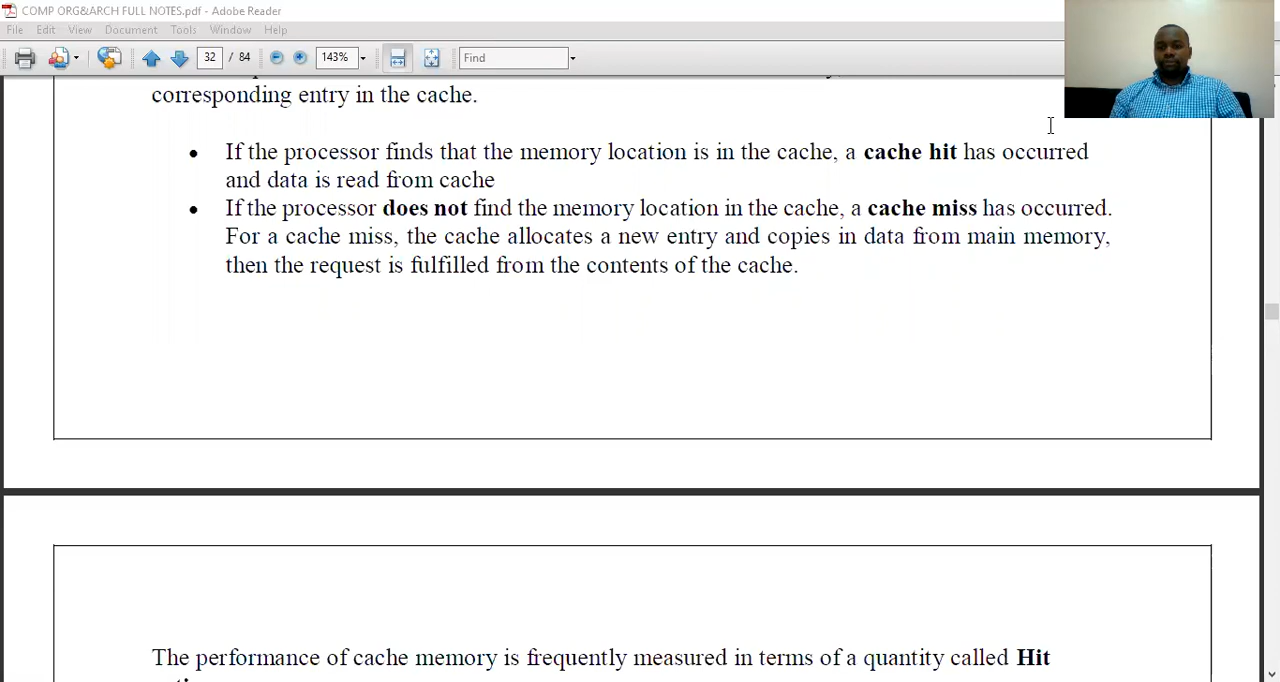 COMP ORG&ARCH FULL NOTES.pdf - Adobe Reader
File Edit View Document Tools Window Help
32 / 84 143% Find
corresponding entry in the cache.
• If the processor finds that the memory location is in the cache, a cache hit has occurred
and data is read from cache
• If the processor does not find the memory location in the cache, a cache miss has occurred.
For a cache miss, the cache allocates a new entry and copies in data from main memory,
then the request is fulfilled from the contents of the cache.
The performance of cache memory is frequently measured in terms of a quantity called Hit